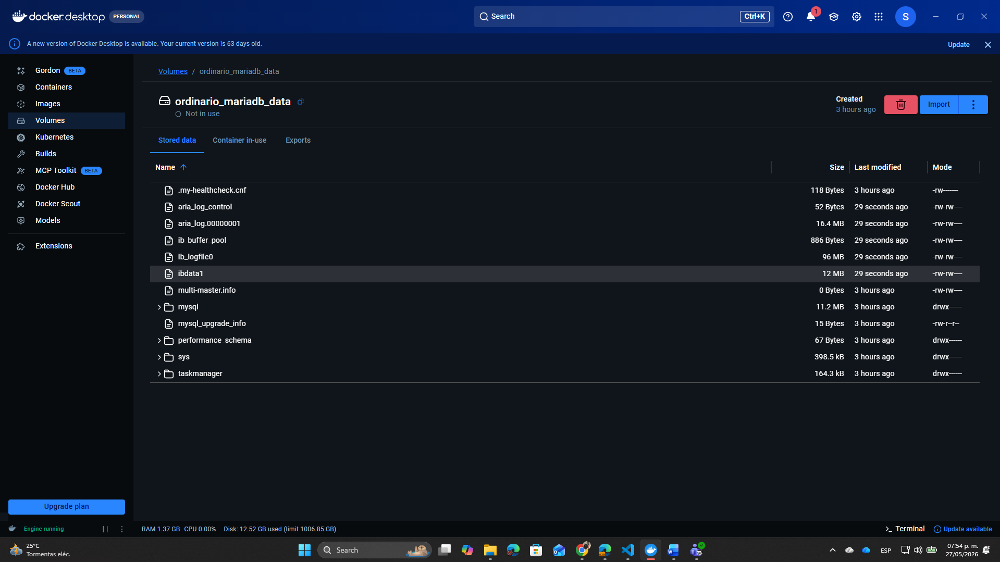 docker.desktop PERSONAL
Search Ctrl+K
1
S
A new version of Docker Desktop is available. Your current version is 63 days old.
Update
Gordon BETA
Containers
Images
Volumes
Kubernetes
Builds
MCP Toolkit BETA
Docker Hub
Docker Scout
Models
Extensions
Upgrade plan
Volumes / ordinario_mariadb_data
ordinario_mariadb_data
Not in use
Created
3 hours ago
Import
Stored data Container in-use Exports
Name Size Last modified Mode
.my-healthcheck.cnf 118 Bytes 3 hours ago -rw-------
aria_log_control 52 Bytes 29 seconds ago -rw-rw----
aria_log.00000001 16.4 MB 29 seconds ago -rw-rw----
ib_buffer_pool 886 Bytes 29 seconds ago -rw-rw----
ib_logfile0 96 MB 29 seconds ago -rw-rw----
ibdata1 12 MB 29 seconds ago -rw-rw----
multi-master.info 0 Bytes 3 hours ago -rw-rw----
mysql 11.2 MB 3 hours ago drwx------
mysql_upgrade_info 15 Bytes 3 hours ago -rw-r--r--
performance_schema 67 Bytes 3 hours ago drwx------
sys 398.5 kB 3 hours ago drwx------
taskmanager 164.3 kB 3 hours ago drwx------
Engine running
RAM 1.37 GB CPU 0.00% Disk: 12.52 GB used (limit 1006.85 GB)
Terminal
Update available
25°C
Tormentas eléc.
Search
ESP
07:54 p. m.
27/05/2026